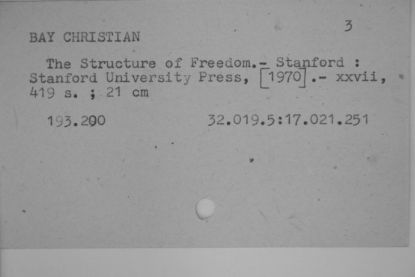 3
BAY CHRISTIAN
The Structure of Freedom.- Stanford :
Stanford University Press, [1970].- xxvii,
419 s. ; 21 cm
193.200 32.019.5:17.021.251